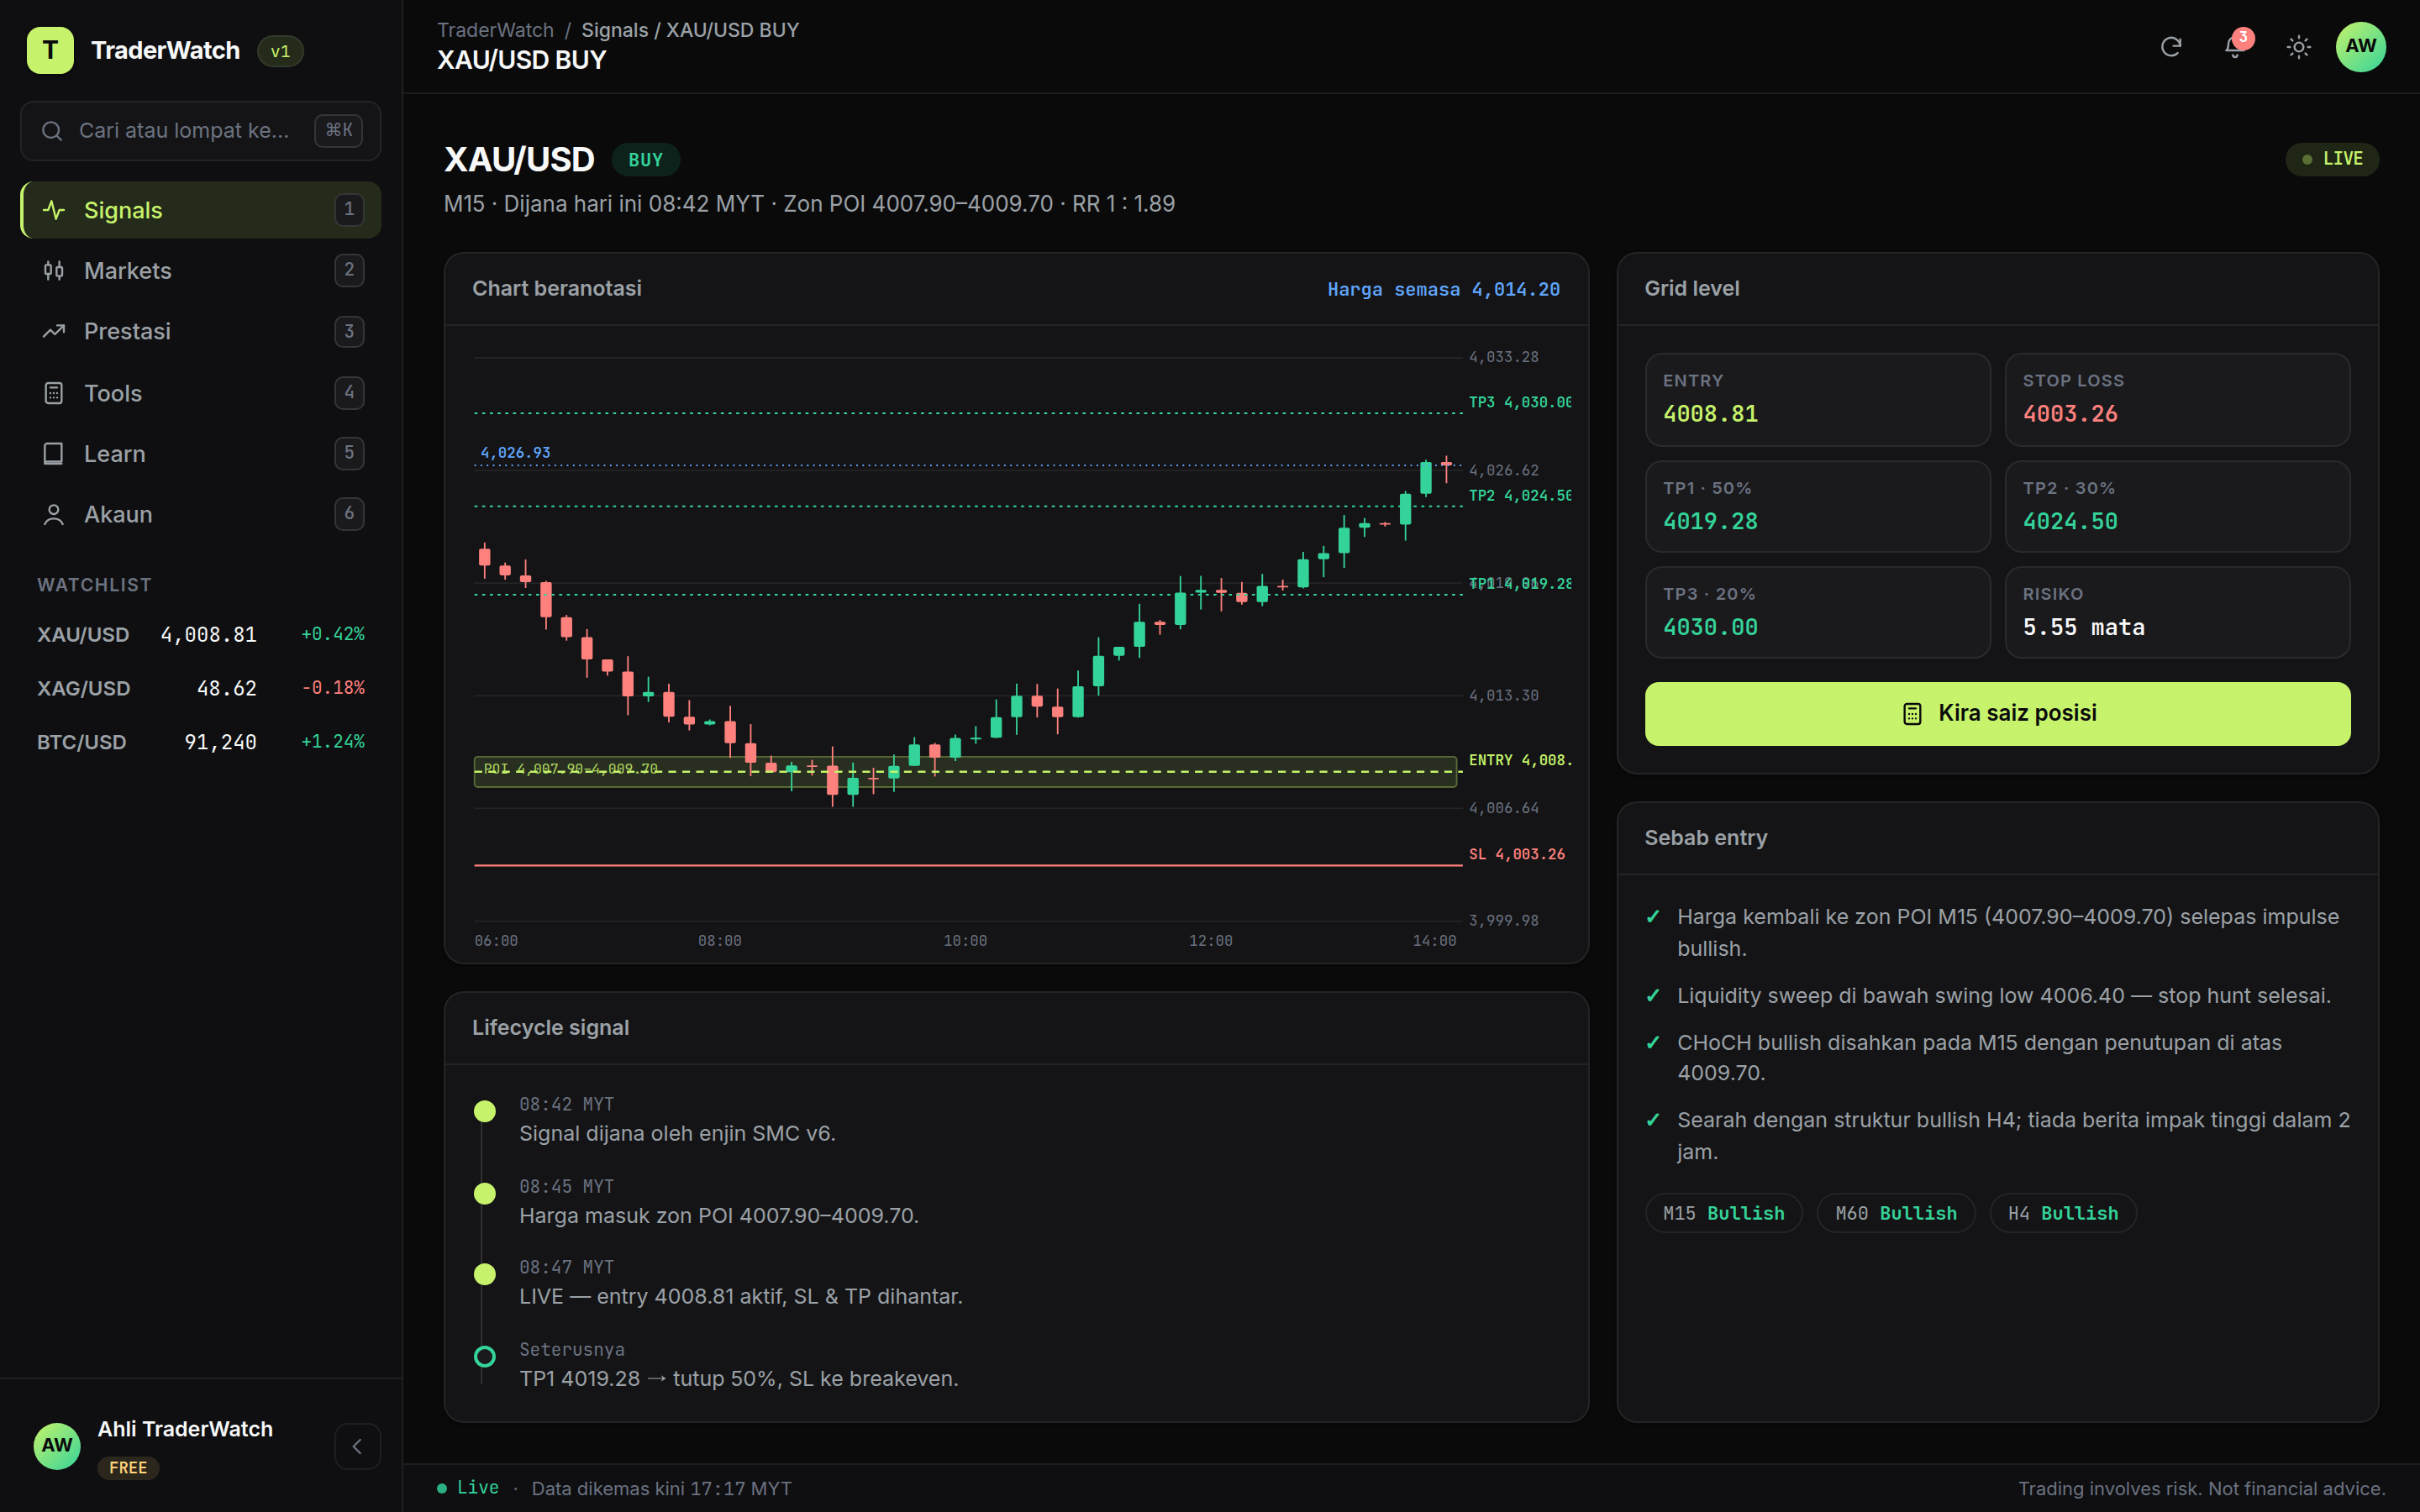 T TraderWatch v1
Cari atau lompat ke... ⌘K
Signals 1
Markets 2
Prestasi 3
Tools 4
Learn 5
Akaun 6
WATCHLIST
XAU/USD 4,008.81 +0.42%
XAG/USD 48.62 -0.18%
BTC/USD 91,240 +1.24%
AW Ahli TraderWatch
FREE
TraderWatch / Signals / XAU/USD BUY
XAU/USD BUY
3
AW
XAU/USD BUY
LIVE
M15 · Dijana hari ini 08:42 MYT · Zon POI 4007.90–4009.70 · RR 1 : 1.89
Chart beranotasi
Harga semasa 4,014.20
4,033.28
TP3 4,030.00
4,026.93
4,026.62
TP2 4,024.50
TP1 4,019.28
4,013.30
ENTRY 4,008.
POI 4,007.90–4,009.70
4,006.64
SL 4,003.26
3,999.98
06:00 08:00 10:00 12:00 14:00
Lifecycle signal
08:42 MYT
Signal dijana oleh enjin SMC v6.
08:45 MYT
Harga masuk zon POI 4007.90–4009.70.
08:47 MYT
LIVE — entry 4008.81 aktif, SL & TP dihantar.
Seterusnya
TP1 4019.28 → tutup 50%, SL ke breakeven.
Grid level
ENTRY
4008.81
STOP LOSS
4003.26
TP1 · 50%
4019.28
TP2 · 30%
4024.50
TP3 · 20%
4030.00
RISIKO
5.55 mata
Kira saiz posisi
Sebab entry
✓ Harga kembali ke zon POI M15 (4007.90–4009.70) selepas impulse
bullish.
✓ Liquidity sweep di bawah swing low 4006.40 — stop hunt selesai.
✓ CHoCH bullish disahkan pada M15 dengan penutupan di atas
4009.70.
✓ Searah dengan struktur bullish H4; tiada berita impak tinggi dalam 2
jam.
M15 Bullish M60 Bullish H4 Bullish
Live · Data dikemas kini 17:17 MYT
Trading involves risk. Not financial advice.